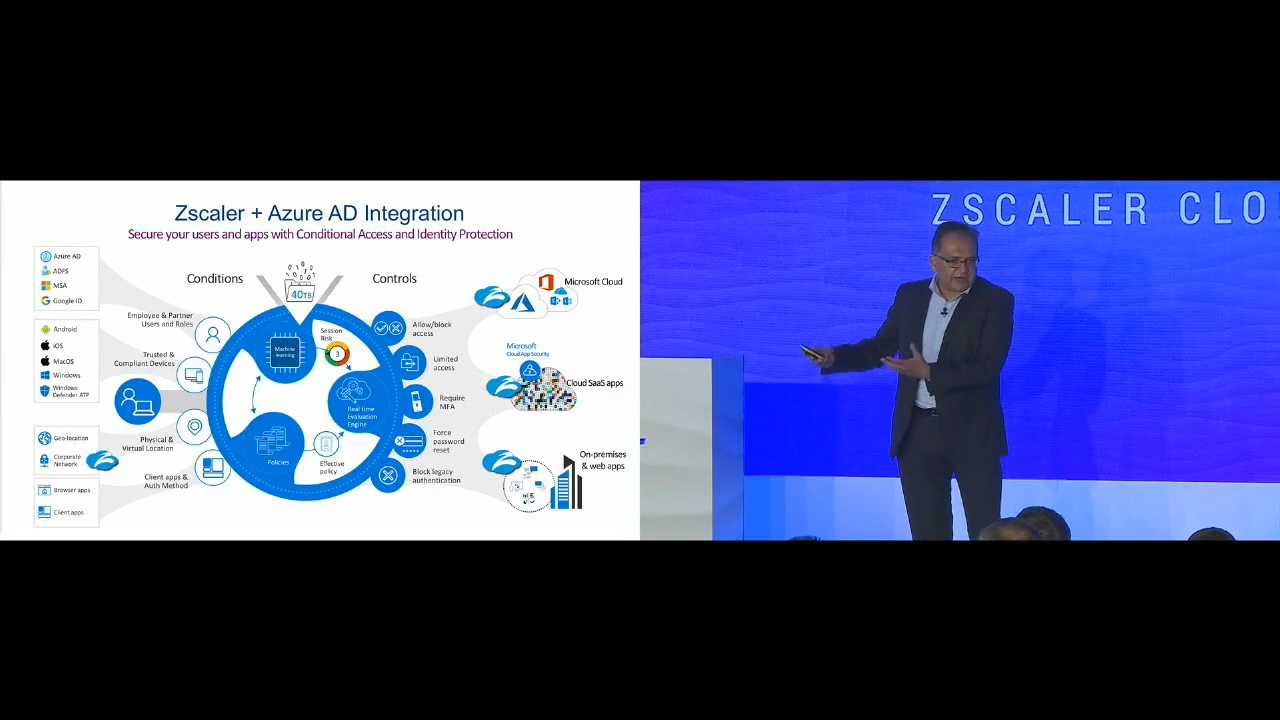 Zscaler + Azure AD Integration
Secure your users and apps with Conditional Access and Identity Protection
Azure AD
ADFS
MSA
Google ID
Android
iOS
MacOS
Windows
Windows
Defender ATP
Geo-location
Corporate
Network
Browser apps
Client apps
Conditions
Employee & Partner
Users and Roles
Trusted &
Compliant Devices
Physical &
Virtual Location
Client apps &
Auth Method
40TB
Machine
learning
Session
Risk
3
Real time
Evaluation
Engine
Policies
Effective
policy
Controls
Allow/block
access
Limited
access
Require
MFA
Force
password
reset
Block legacy
authentication
Microsoft Cloud
Microsoft
Cloud App Security
Cloud SaaS apps
On-premises
& web apps
ZSCALER CLO